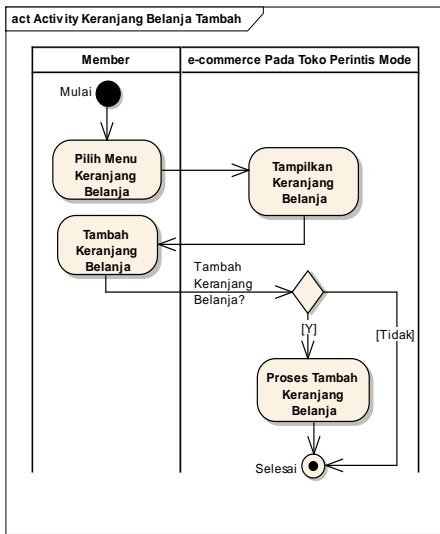 act Activity Keranjang Belanja Tambah
Member
e-commerce Pada Toko Perintis Mode
Mulai
Pilih Menu
Keranjang
Belanja
Tampilkan
Keranjang
Belanja
Tambah
Keranjang
Belanja
Tambah
Keranjang
Belanja?
[Y]
[Tidak]
Proses Tambah
Keranjang
Belanja
Selesai